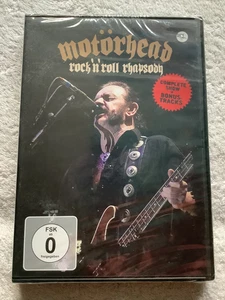 motörhead
rock'n'roll rhapsody
COMPLETE
SHOW
+
BONUS
TRACKS
FSK
ab
0
freigegeben